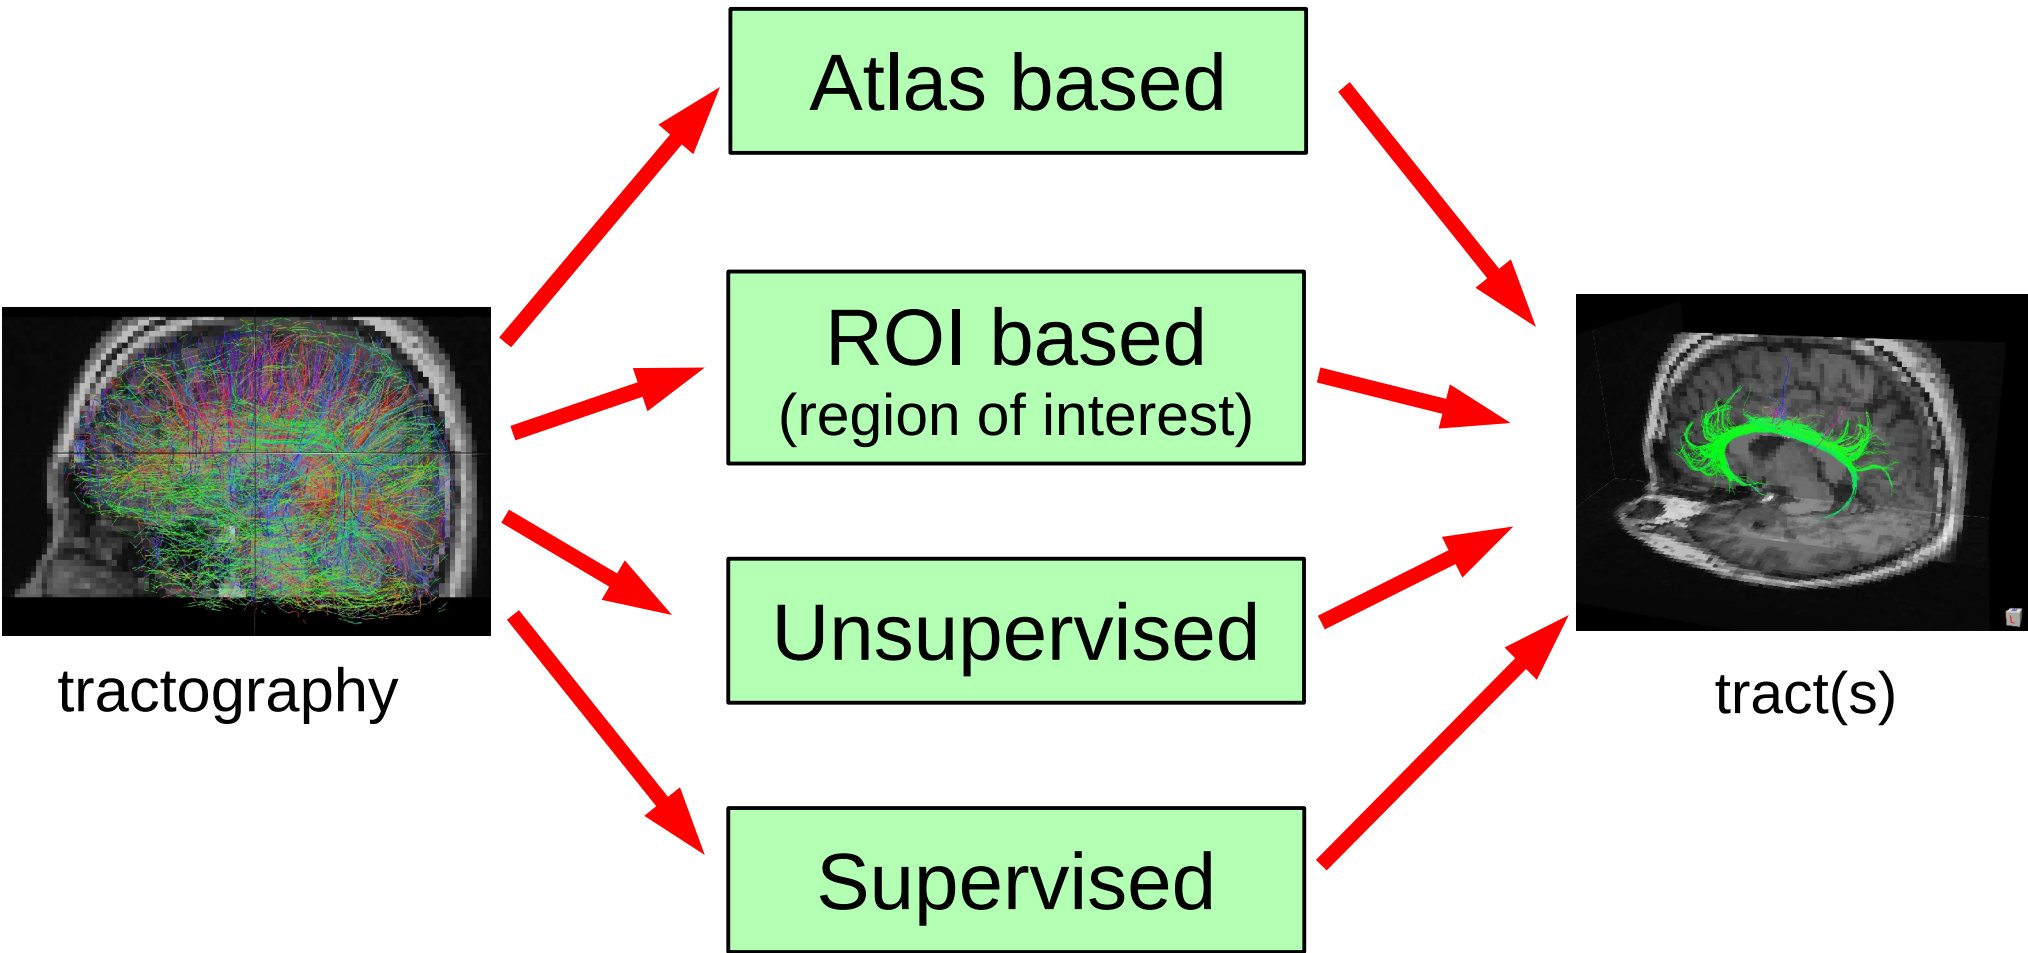 Atlas based
ROI based
(region of interest)
Unsupervised
Supervised
tractography
tract(s)
L